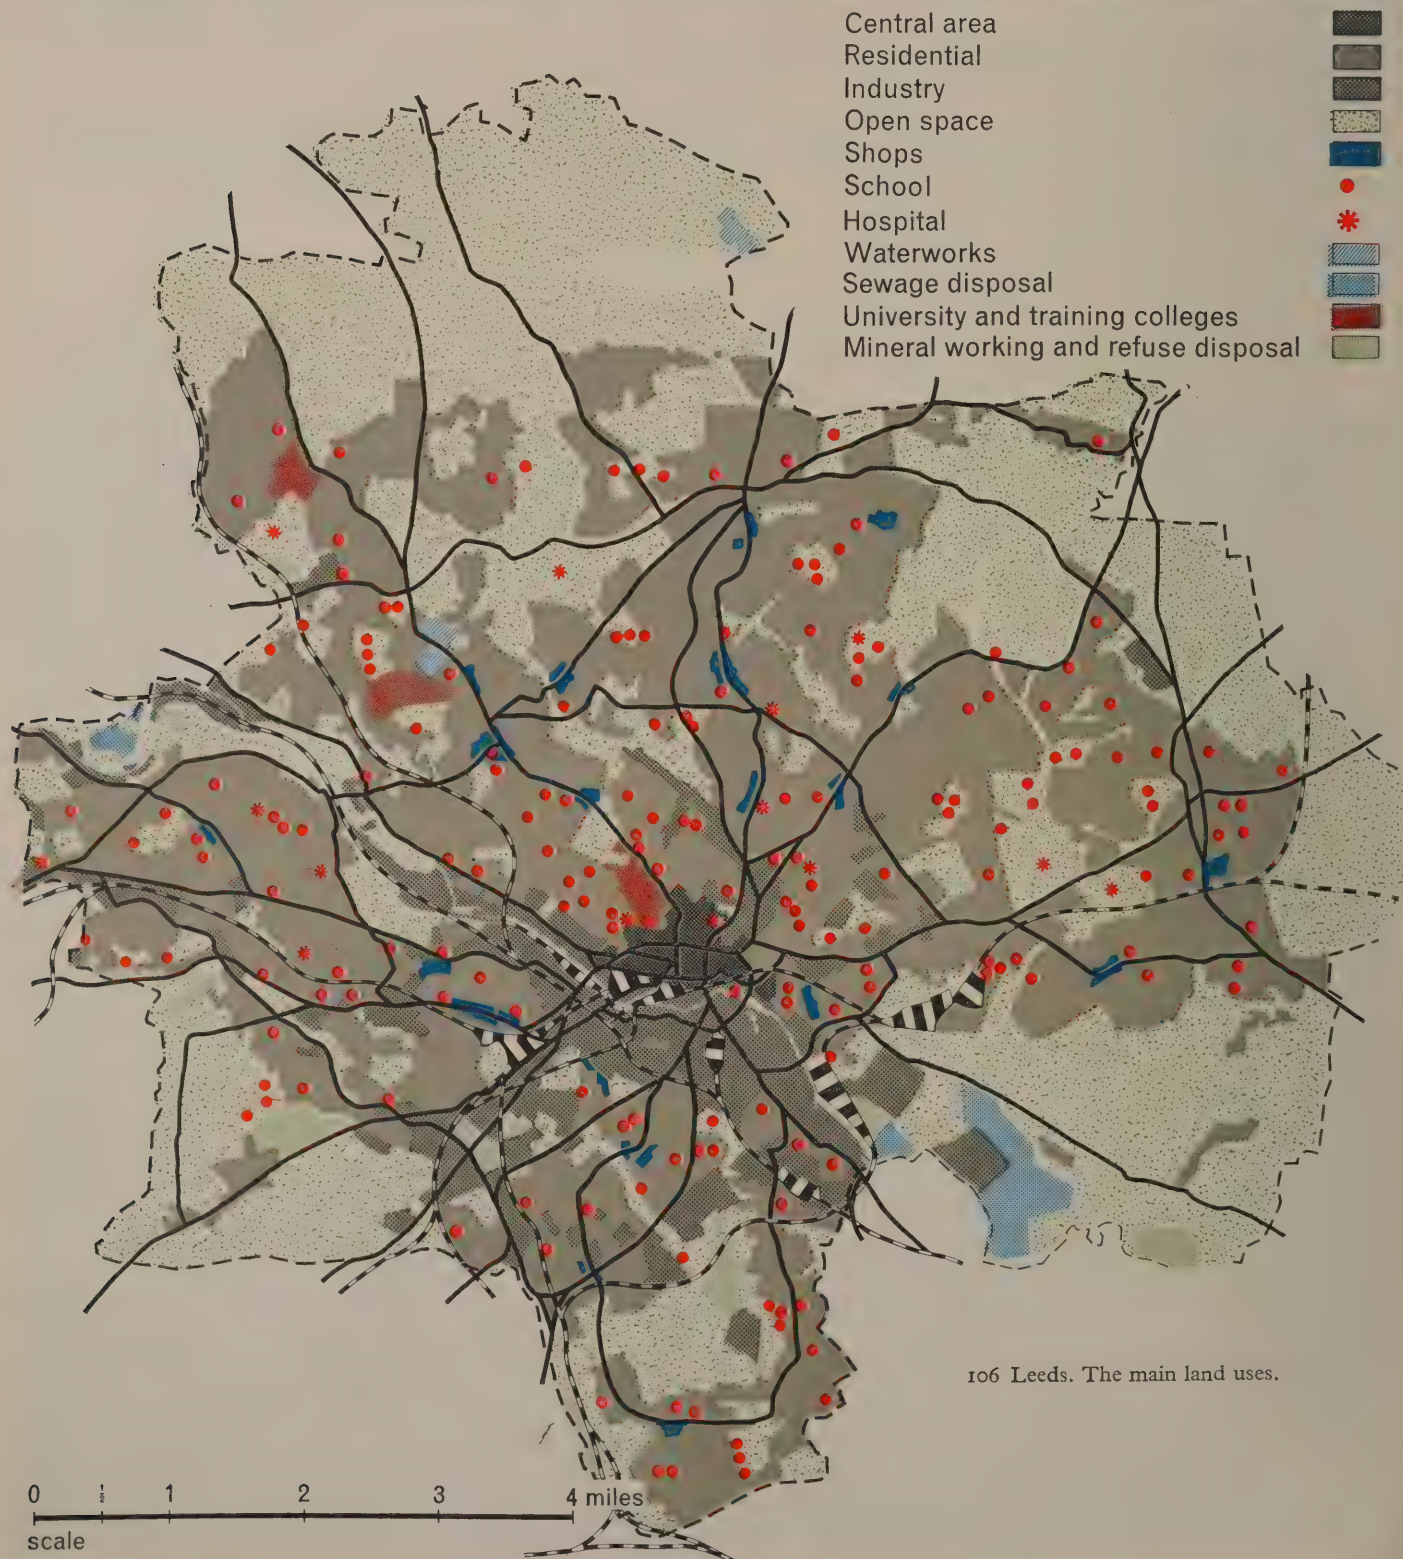 Central area
Residential
Industry
Open space
Shops
School
Hospital
Waterworks
Sewage disposal
University and training colleges
Mineral working and refuse disposal
106 Leeds. The main land uses.
0 ½ 1 2 3 4 miles
scale